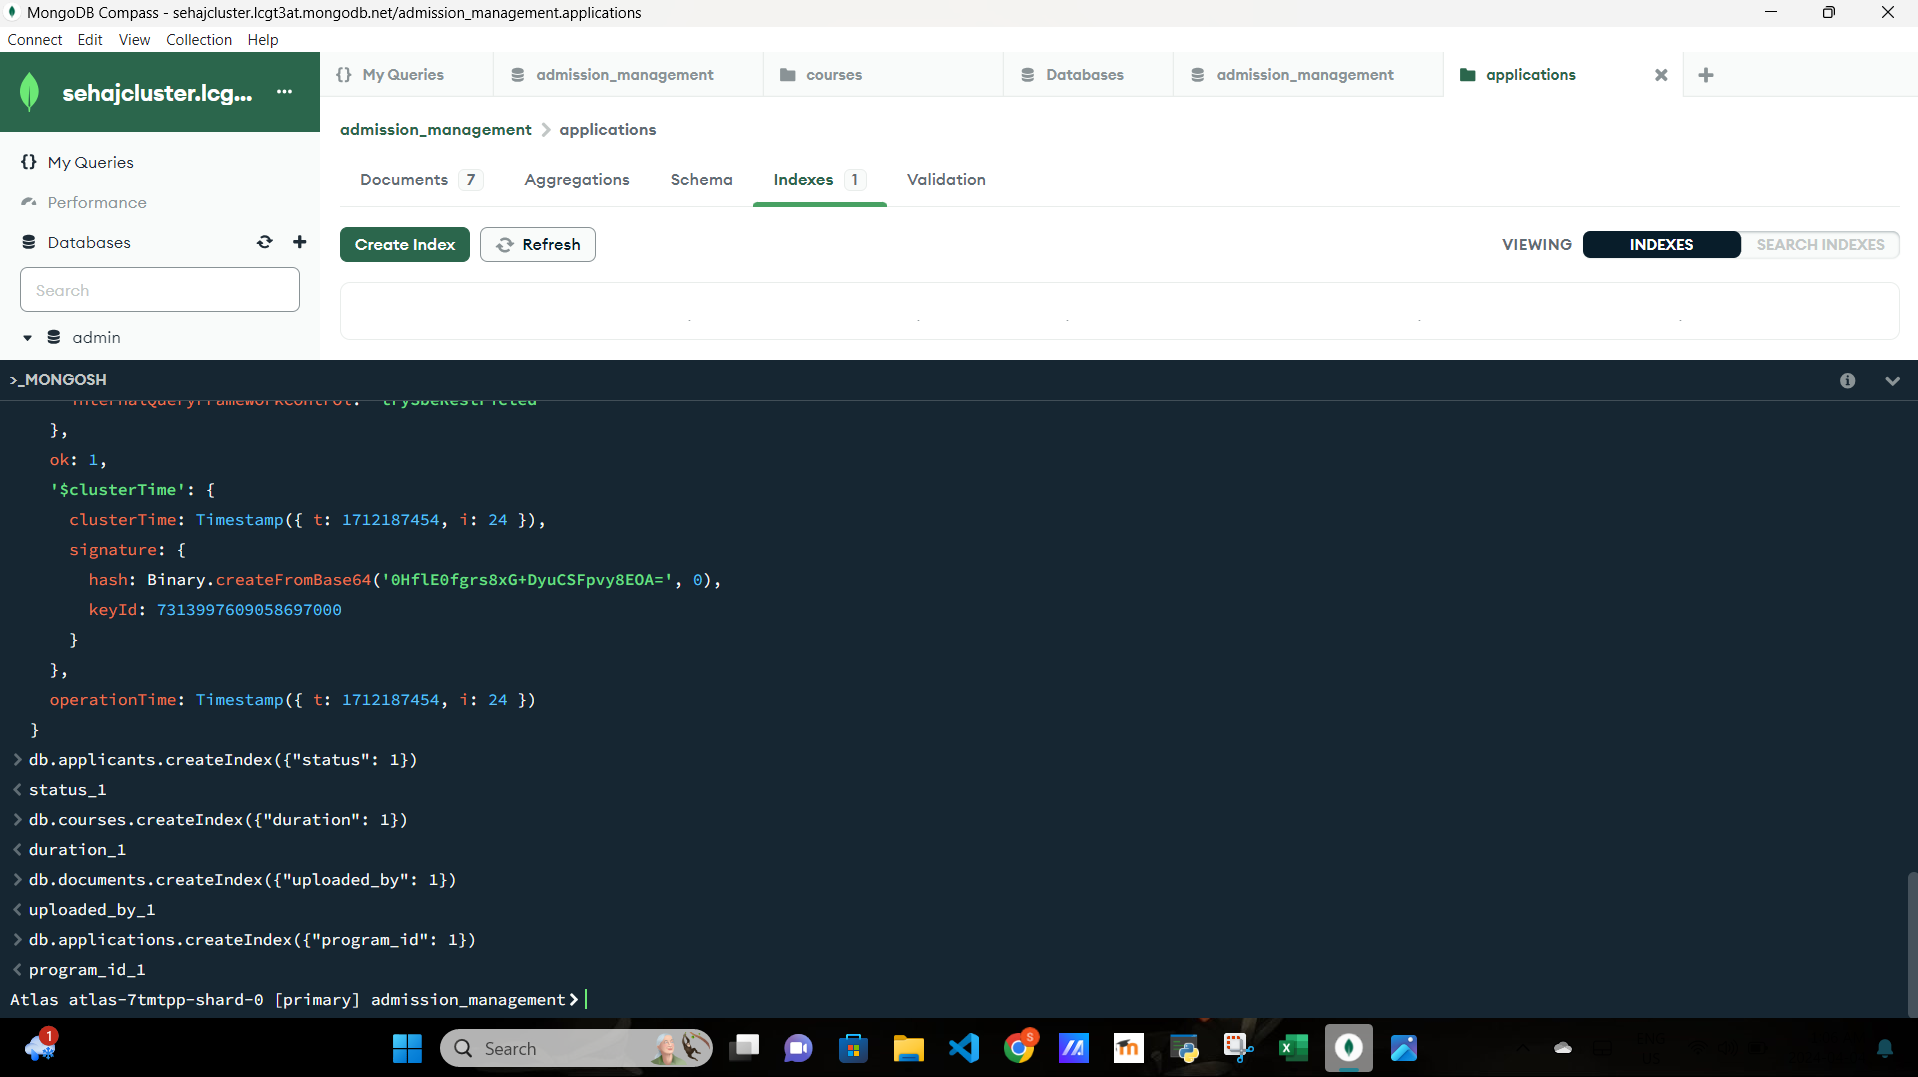 MongoDB Compass - sehajcluster.lcgt3at.mongodb.net/admission_management.applications
Connect Edit View Collection Help
sehajcluster.lcg... ···
{} My Queries
admission_management
courses
Databases
admission_management
applications
admission_management > applications
{} My Queries
Performance
Databases
Search
admin
Documents 7
Aggregations
Schema
Indexes 1
Validation
Create Index
Refresh
VIEWING INDEXES SEARCH INDEXES
>_MONGOSH
internalQueryFrameworkControl: 'trySbeRestricted'
},
ok: 1,
'$clusterTime': {
clusterTime: Timestamp({ t: 1712187454, i: 24 }),
signature: {
hash: Binary.createFromBase64('0HflE0fgrs8xG+DyuCSFpvy8EOA=', 0),
keyId: 7313997609058697000
}
},
operationTime: Timestamp({ t: 1712187454, i: 24 })
}
> db.applicants.createIndex({"status": 1})
< status_1
> db.courses.createIndex({"duration": 1})
< duration_1
> db.documents.createIndex({"uploaded_by": 1})
< uploaded_by_1
> db.applications.createIndex({"program_id": 1})
< program_id_1
Atlas atlas-7tmtpp-shard-0 [primary] admission_management>
1
Search
S